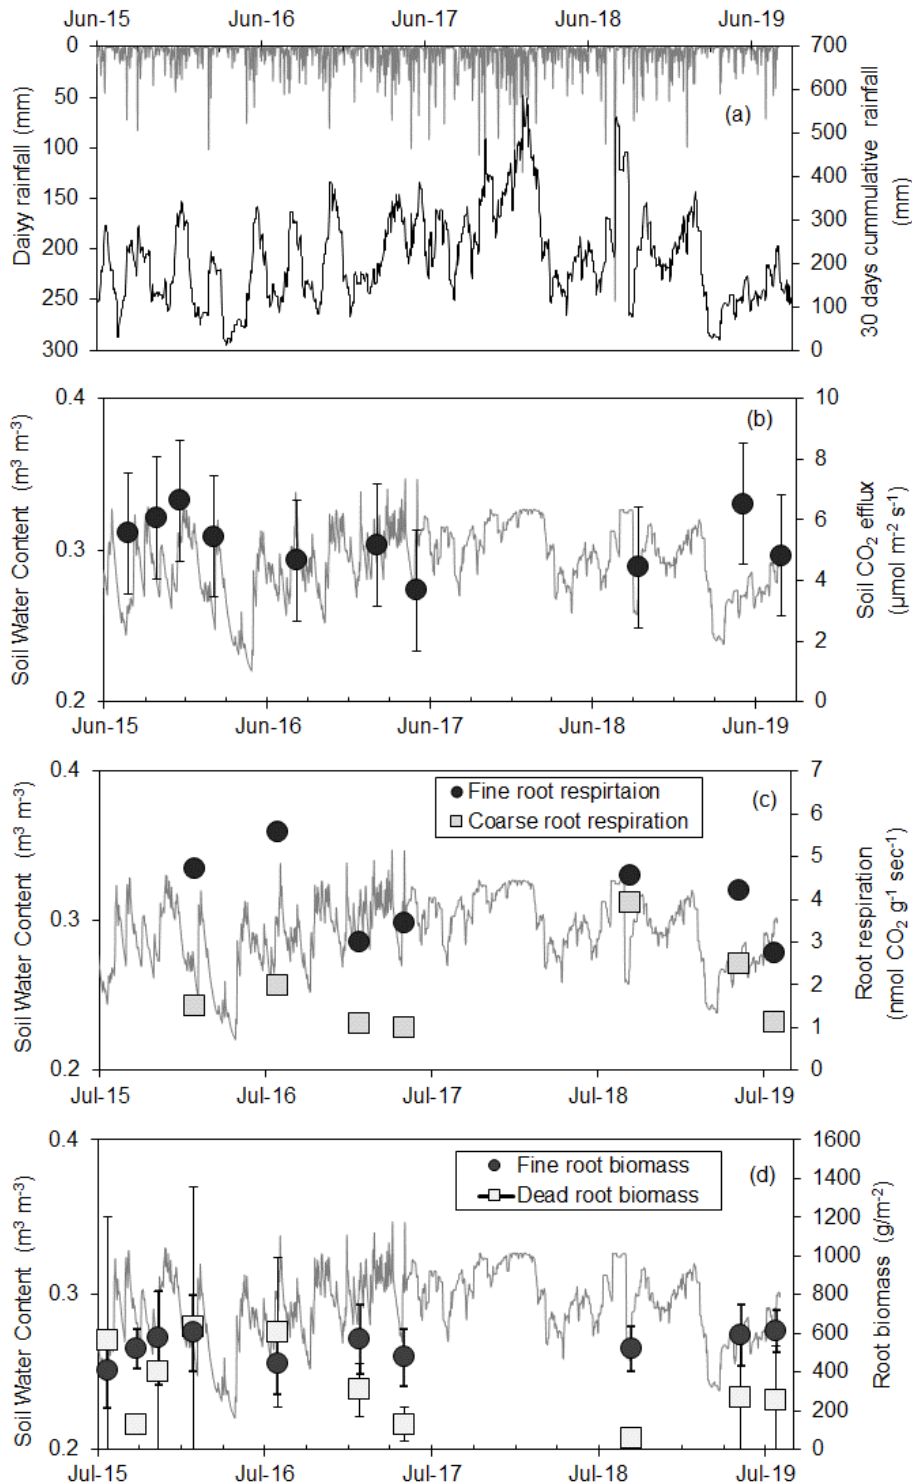 Jun-15 Jun-16 Jun-17 Jun-18 Jun-19
0 700
50 600
100 500
150 400
200 300
250 200
300 100
0
Daiyy rainfall (mm)
30 days cummulative rainfall
(mm)
(a)
0.4 10
8
0.3 6
4
2
0.2 0
Soil Water Content (m³ m⁻³)
Soil CO₂ efflux
(µmol m⁻² s⁻¹)
(b)
Jun-15 Jun-16 Jun-17 Jun-18 Jun-19
0.4 7
6
5
0.3 4
3
2
1
0.2 0
Soil Water Content (m³ m⁻³)
Root respiration
(nmol CO₂ g⁻¹ sec⁻¹)
Fine root respirtaion
Coarse root respiration
(c)
Jul-15 Jul-16 Jul-17 Jul-18 Jul-19
0.4 1600
1400
1200
1000
0.3 800
600
400
200
0.2 0
Soil Water Content (m³ m⁻³)
Root biomass (g/m⁻²)
Fine root biomass
Dead root biomass
(d)
Jul-15 Jul-16 Jul-17 Jul-18 Jul-19